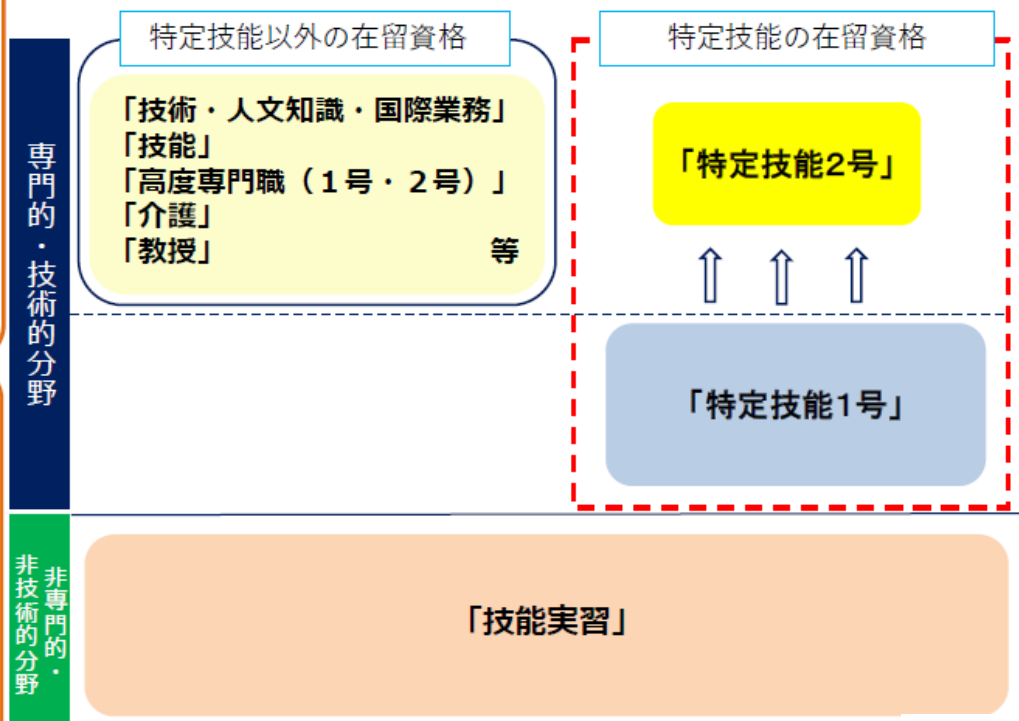 特定技能以外の在留資格
特定技能の在留資格
専門的・技術的分野
「技術・人文知識・国際業務」
「技能」
「高度専門職（１号・２号）」
「介護」
「教授」 等
「特定技能2号」
「特定技能1号」
非専門的・
非技術的分野
「技能実習」